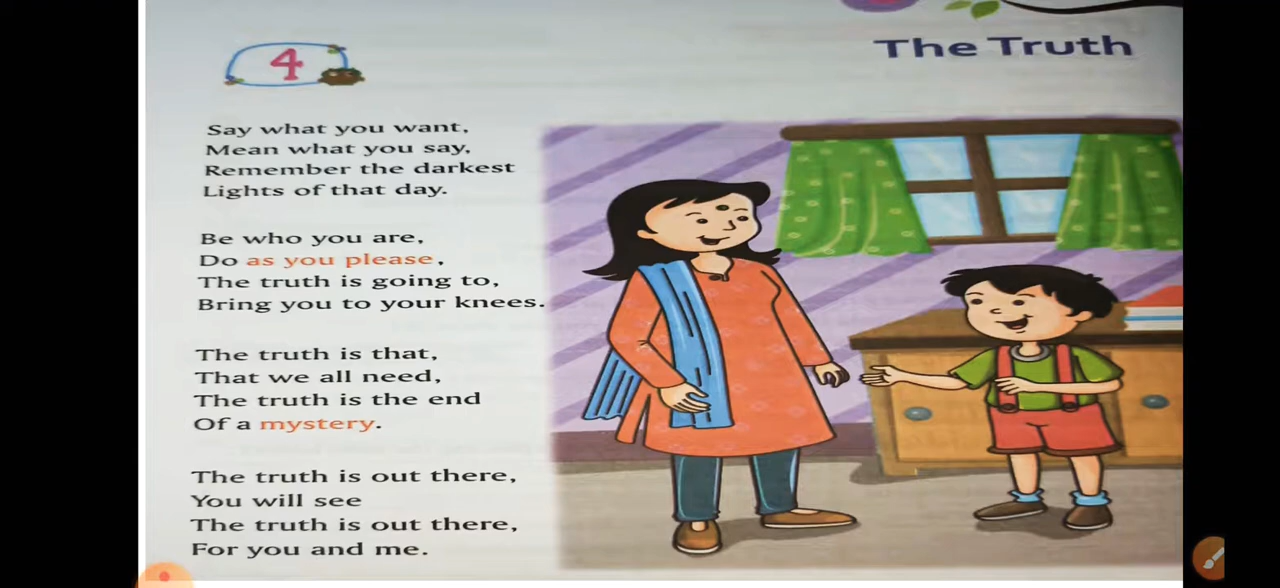 4
The Truth
Say what you want,
Mean what you say,
Remember the darkest
Lights of that day.
Be who you are,
Do as you please,
The truth is going to,
Bring you to your knees.
The truth is that,
That we all need,
The truth is the end
Of a mystery.
The truth is out there,
You will see
The truth is out there,
For you and me.